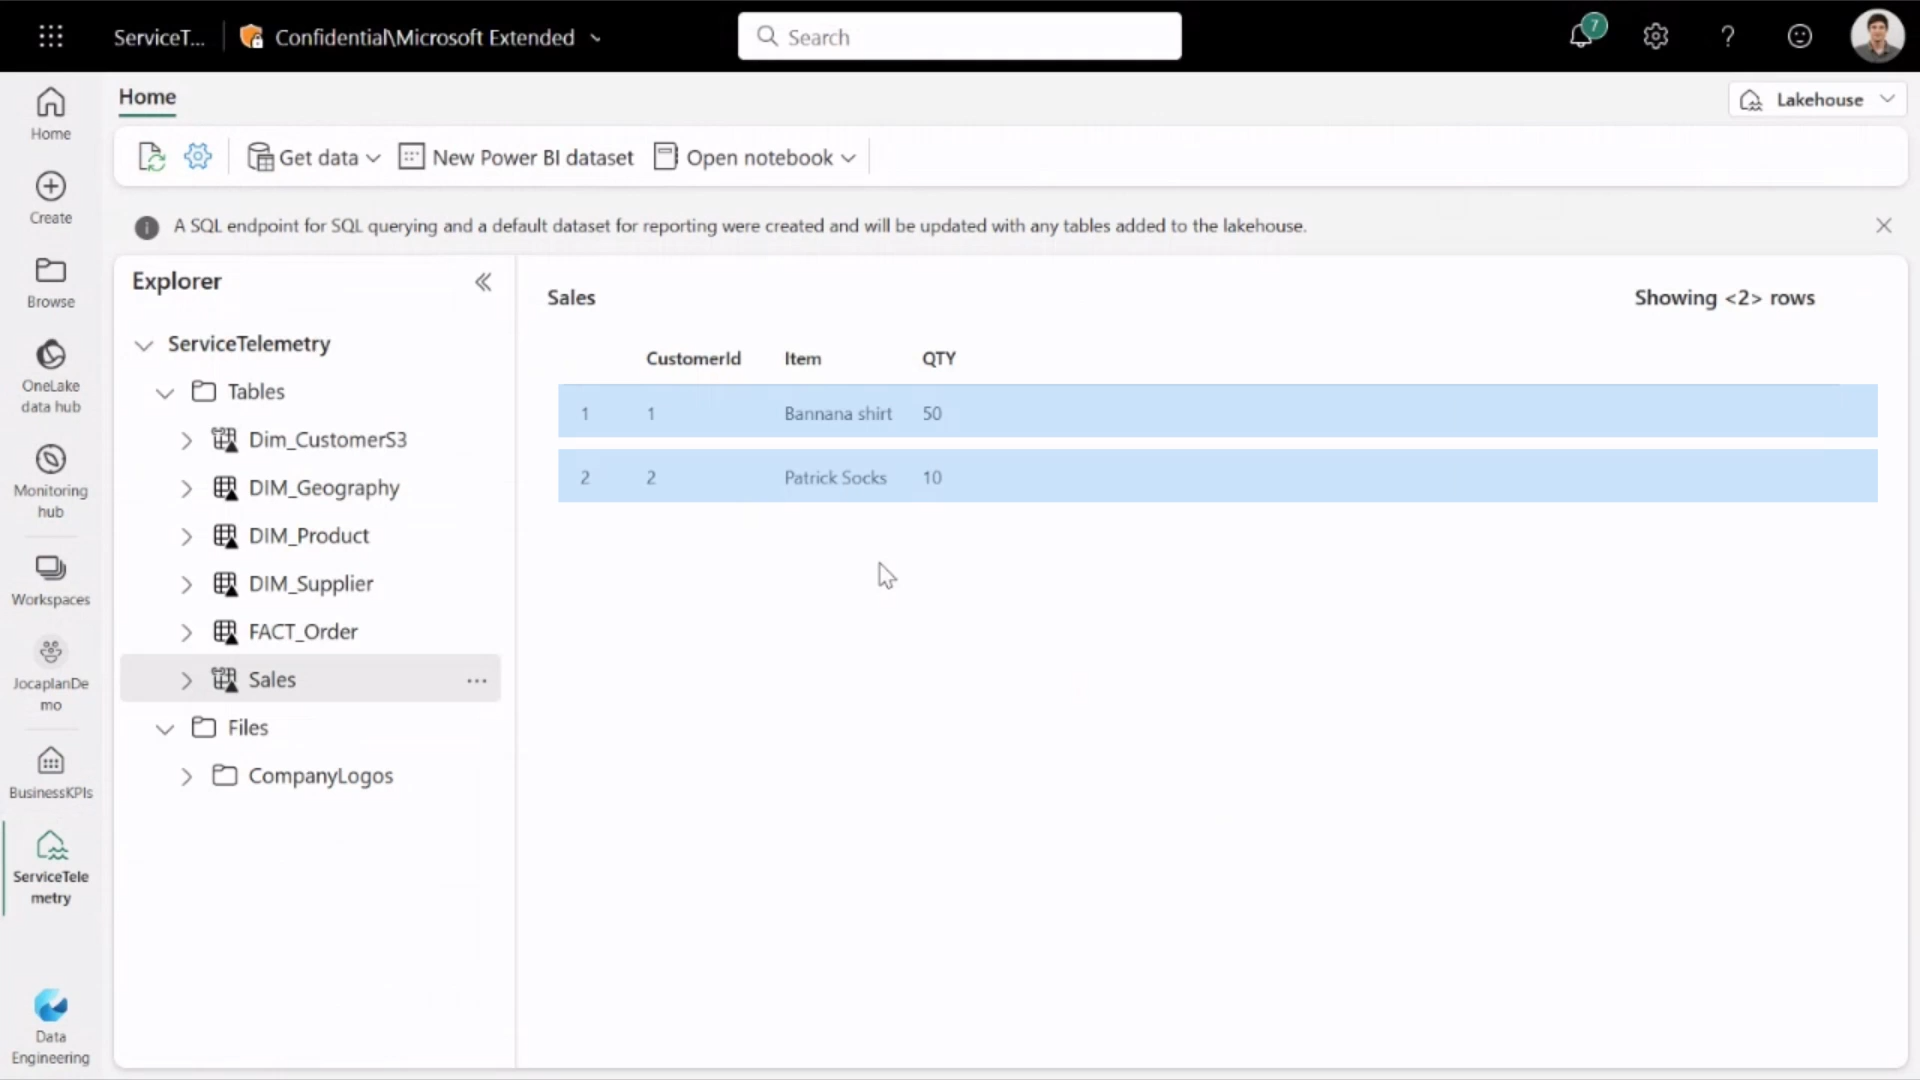 ServiceT...
Confidential\Microsoft Extended
Search
7
Home
Create
Browse
OneLake
data hub
Monitoring
hub
Workspaces
JocaplanDe
mo
BusinessKPIs
ServiceTele
metry
Data
Engineering
Home
Lakehouse
Get data
New Power BI dataset
Open notebook
A SQL endpoint for SQL querying and a default dataset for reporting were created and will be updated with any tables added to the lakehouse.
Explorer
ServiceTelemetry
Tables
Dim_CustomerS3
DIM_Geography
DIM_Product
DIM_Supplier
FACT_Order
Sales
Files
CompanyLogos
Sales
Showing <2> rows
CustomerId Item QTY
1 1 Bannana shirt 50
2 2 Patrick Socks 10